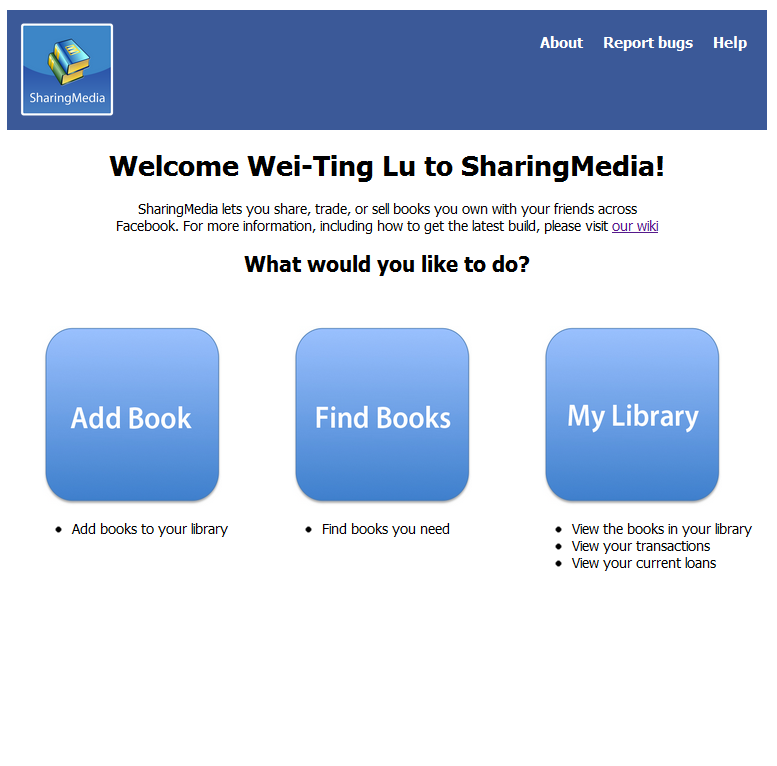 SharingMedia
About Report bugs Help
Welcome Wei-Ting Lu to SharingMedia!
SharingMedia lets you share, trade, or sell books you own with your friends across
Facebook. For more information, including how to get the latest build, please visit our wiki
What would you like to do?
Add Book
Find Books
My Library
Add books to your library
Find books you need
View the books in your library
View your transactions
View your current loans